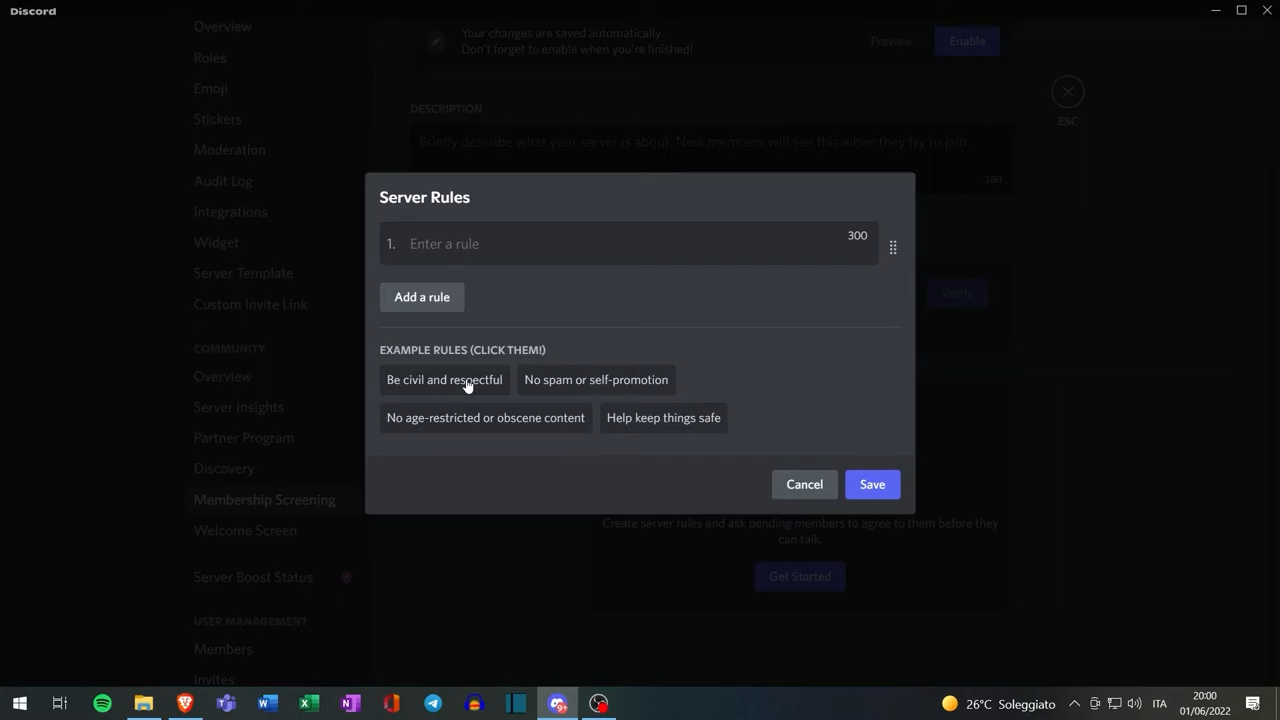 Discord
Overview
Roles
Emoji
Stickers
Moderation
Audit Log
Integrations
Widget
Server Template
Custom Invite Link
COMMUNITY
Overview
Server Insights
Partner Program
Discovery
Membership Screening
Welcome Screen
Server Boost Status
USER MANAGEMENT
Members
Invites
Your changes are saved automatically.
Don't forget to enable when you're finished!
Preview
Enable
DESCRIPTION
Briefly describe what your server is about. New members will see this when they try to join.
300
ESC
Server Rules
1. Enter a rule
300
Add a rule
EXAMPLE RULES (CLICK THEM!)
Be civil and respectful
No spam or self-promotion
No age-restricted or obscene content
Help keep things safe
Cancel
Save
Verify
Create server rules and ask pending members to agree to them before they
can talk.
Get Started
26°C Soleggiato
ITA
20:00
01/06/2022